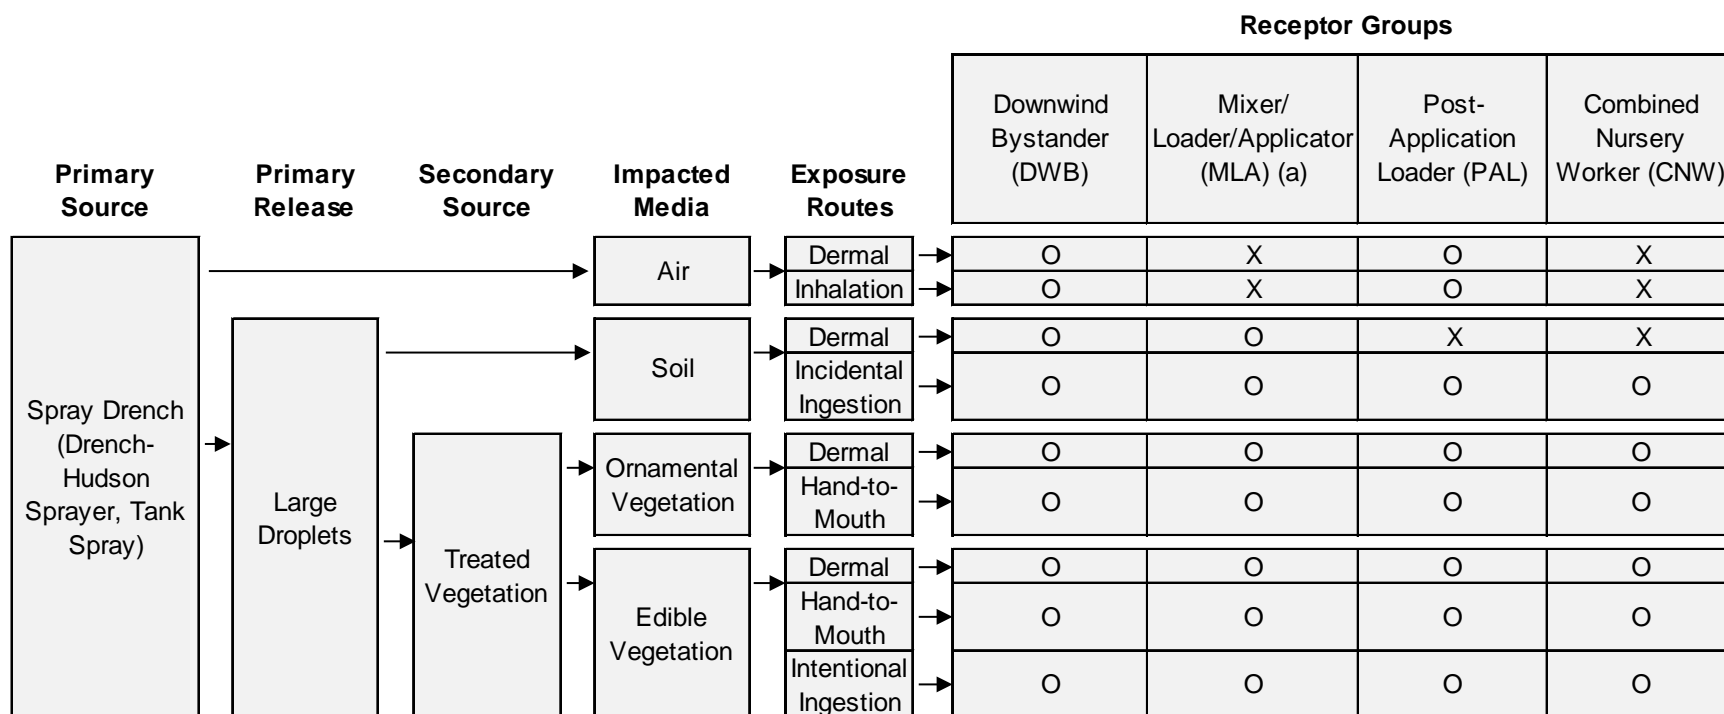 Receptor Groups
Primary
Source
Primary
Release
Secondary
Source
Impacted
Media
Exposure
Routes
Downwind
Bystander
(DWB)
Mixer/
Loader/Applicator
(MLA) (a)
Post-
Application
Loader (PAL)
Combined
Nursery
Worker (CNW)
Spray Drench
(Drench-
Hudson
Sprayer, Tank
Spray)
Large
Droplets
Treated
Vegetation
Air
Dermal O X O X
Inhalation O X O X
Soil
Dermal O O X X
Incidental
Ingestion
O O O O
Ornamental
Vegetation
Dermal O O O O
Hand-to-
Mouth
O O O O
Edible
Vegetation
Dermal O O O O
Hand-to-
Mouth
O O O O
Intentional
Ingestion
O O O O